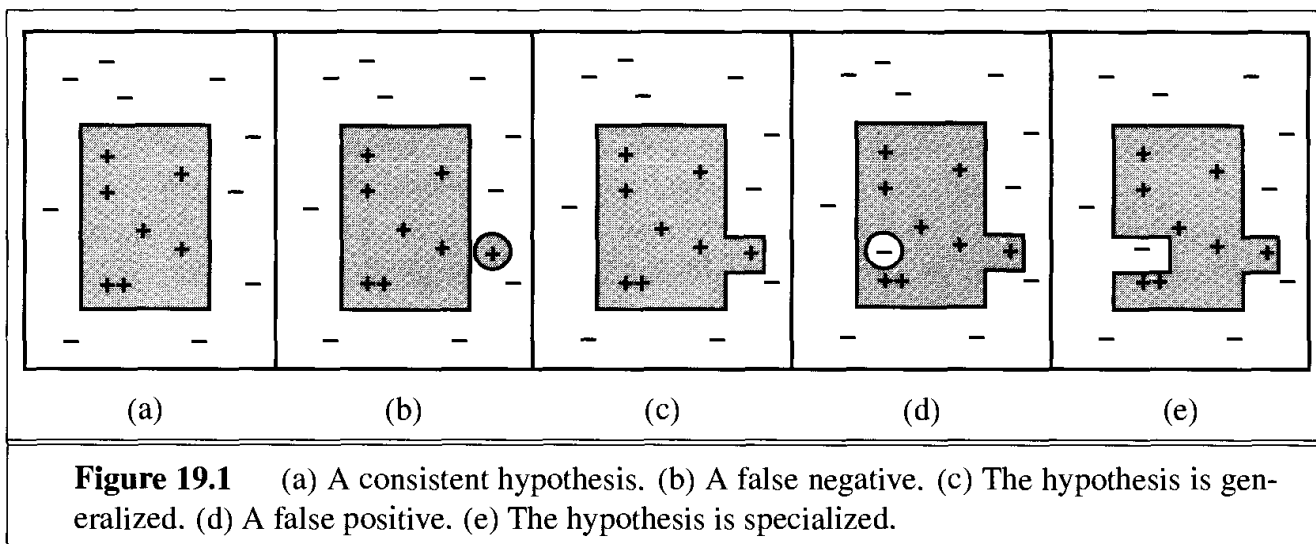 (a) (b) (c) (d) (e)
Figure 19.1 (a) A consistent hypothesis. (b) A false negative. (c) The hypothesis is gen-
eralized. (d) A false positive. (e) The hypothesis is specialized.